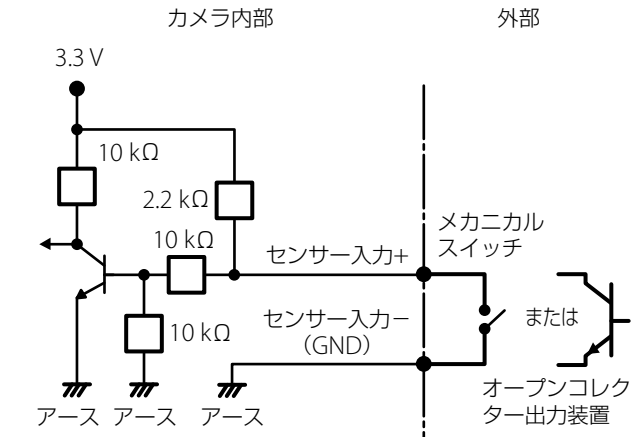 カメラ内部
外部
3.3 V
10 kΩ
2.2 kΩ
10 kΩ
センサー入力+
メカニカル
スイッチ
10 kΩ
センサー入力−
（GND）
または
アース
アース
アース
オープンコレク
ター出力装置